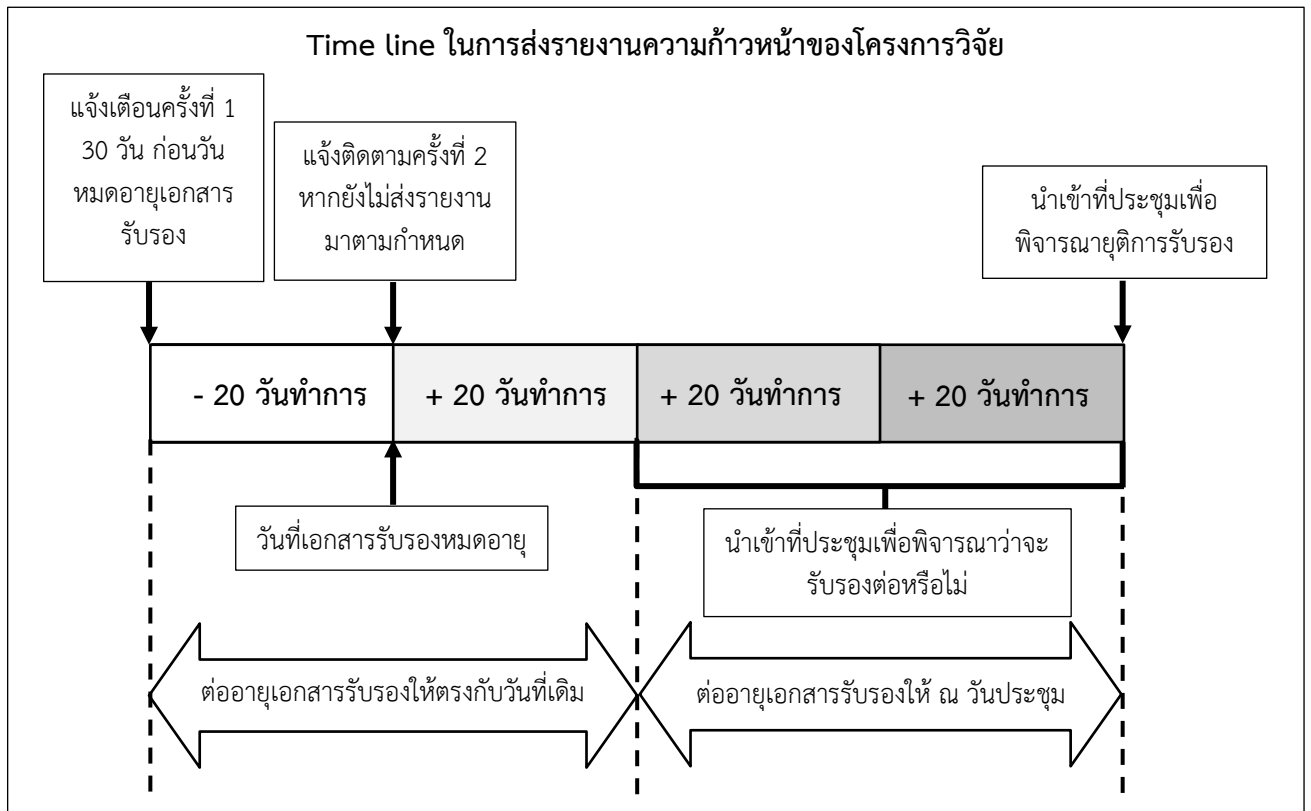 Time line ในการส่งรายงานความก้าวหน้าของโครงการวิจัย
แจ้งเตือนครั้งที่ 1
30 วัน ก่อนวัน
หมดอายุเอกสาร
รับรอง
แจ้งติดตามครั้งที่ 2
หากยังไม่ส่งรายงาน
มาตามกำหนด
นำเข้าที่ประชุมเพื่อ
พิจารณายุติการรับรอง
- 20 วันทำการ
+ 20 วันทำการ
+ 20 วันทำการ
+ 20 วันทำการ
วันที่เอกสารรับรองหมดอายุ
นำเข้าที่ประชุมเพื่อพิจารณาว่าจะ
รับรองต่อหรือไม่
ต่ออายุเอกสารรับรองให้ตรงกับวันที่เดิม
ต่ออายุเอกสารรับรองให้ ณ วันประชุม